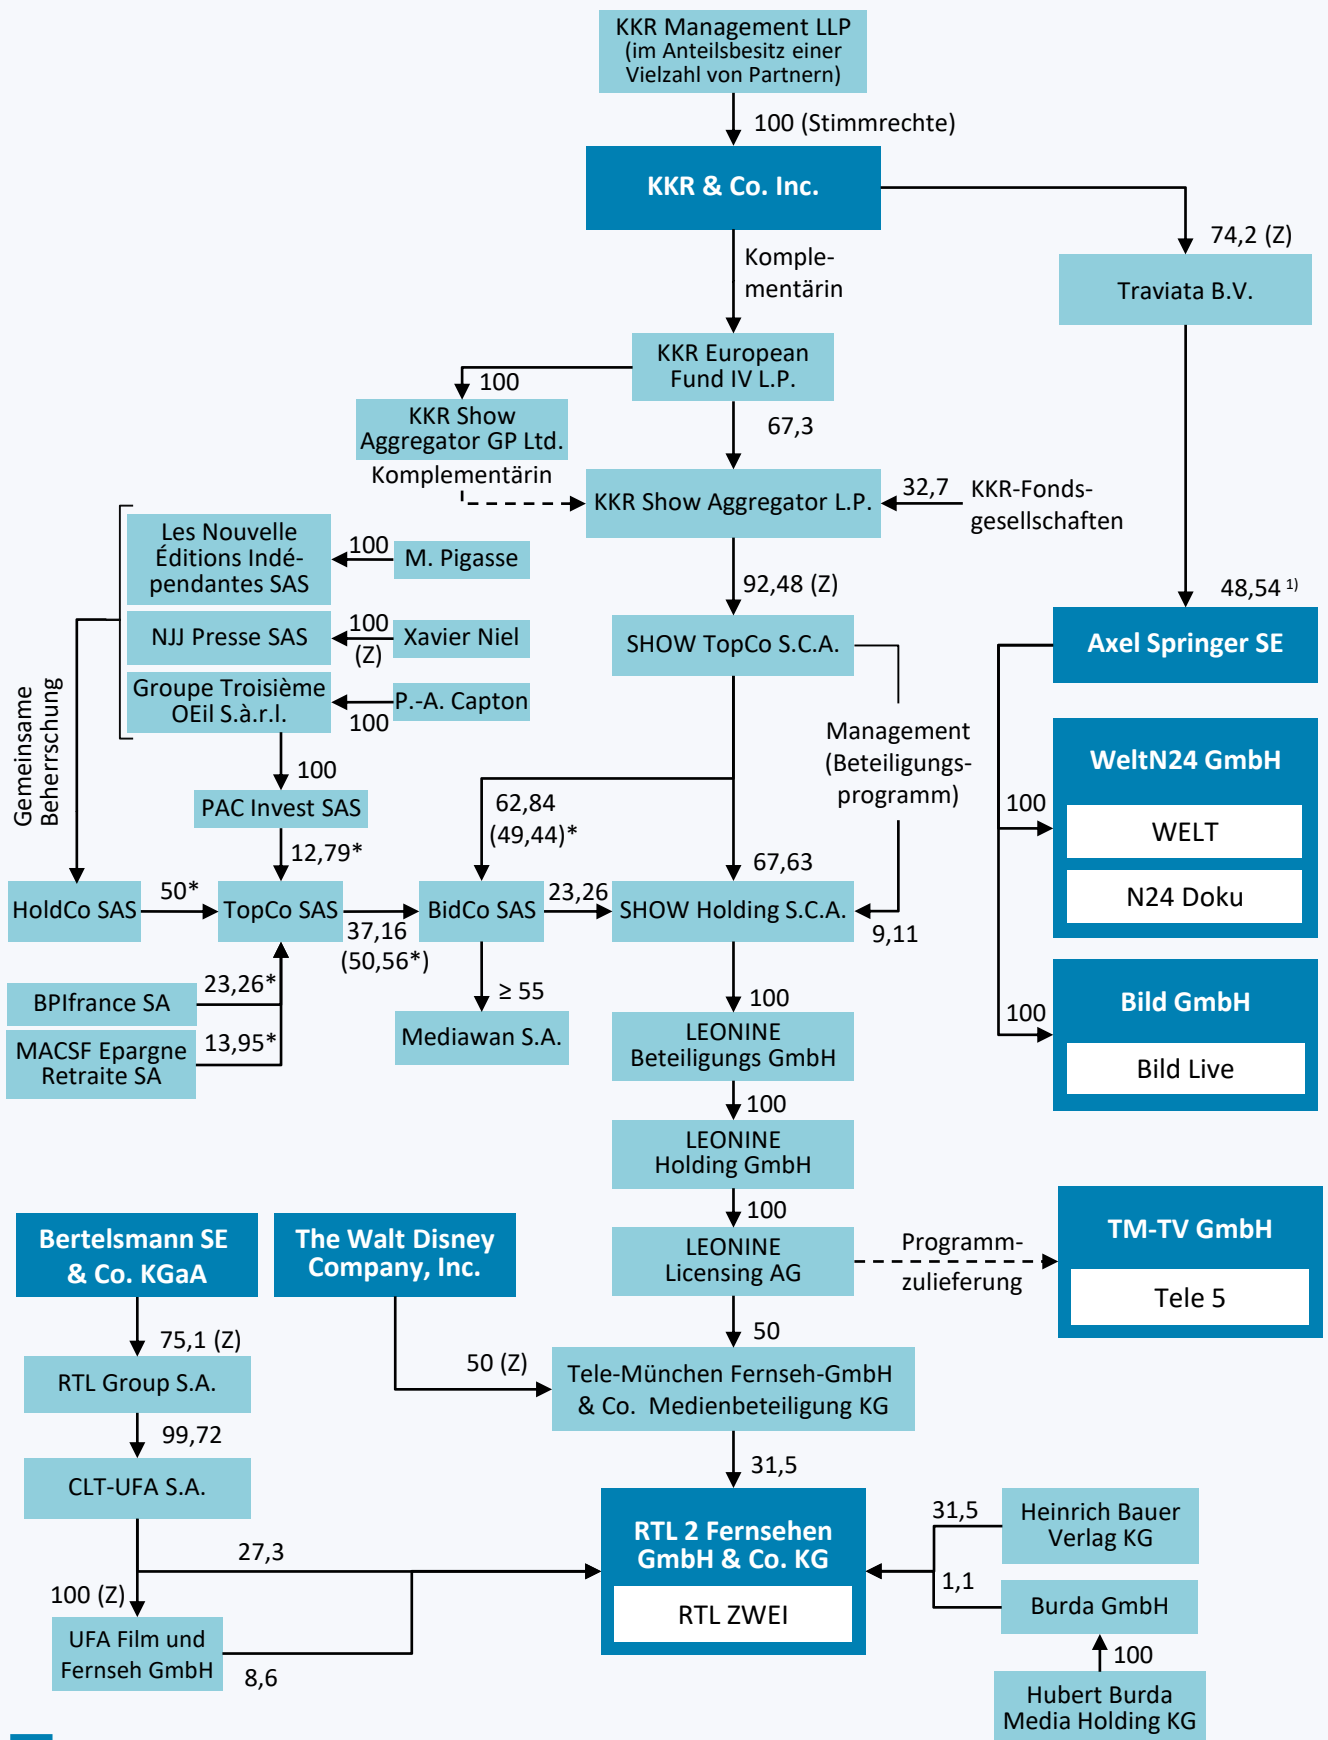 KKR Management LLP
(im Anteilsbesitz einer
Vielzahl von Partnern)
100 (Stimmrechte)
KKR & Co. Inc.
74,2 (Z)
Komple-
mentärin
Traviata B.V.
KKR European
Fund IV L.P.
100
67,3
KKR Show
Aggregator GP Ltd.
Komplementärin
KKR Show Aggregator L.P.
32,7
KKR-Fonds-
gesellschaften
Les Nouvelle
Éditions Indé-
pendantes SAS
100
M. Pigasse
92,48 (Z)
48,54 1)
NJJ Presse SAS
100
(Z)
Xavier Niel
SHOW TopCo S.C.A.
Axel Springer SE
Groupe Troisième
OEil S.à.r.l.
100
P.-A. Capton
Gemeinsame
Beherrschung
Management
(Beteiligungs-
programm)
WeltN24 GmbH
100
WELT
N24 Doku
100
PAC Invest SAS
62,84
(49,44)*
12,79*
67,63
HoldCo SAS
50*
TopCo SAS
37,16
(50,56*)
BidCo SAS
23,26
SHOW Holding S.C.A.
9,11
BPIfrance SA
23,26*
≥ 55
100
100
Bild GmbH
Bild Live
MACSF Epargne
Retraite SA
13,95*
Mediawan S.A.
LEONINE
Beteiligungs GmbH
100
LEONINE
Holding GmbH
100
Bertelsmann SE
& Co. KGaA
The Walt Disney
Company, Inc.
LEONINE
Licensing AG
Programm-
zulieferung
TM-TV GmbH
Tele 5
75,1 (Z)
50
RTL Group S.A.
50 (Z)
Tele-München Fernseh-GmbH
& Co. Medienbeteiligung KG
99,72
31,5
CLT-UFA S.A.
RTL 2 Fernsehen
GmbH & Co. KG
RTL ZWEI
31,5
Heinrich Bauer
Verlag KG
27,3
1,1
Burda GmbH
100 (Z)
UFA Film und
Fernseh GmbH
8,6
100
Hubert Burda
Media Holding KG